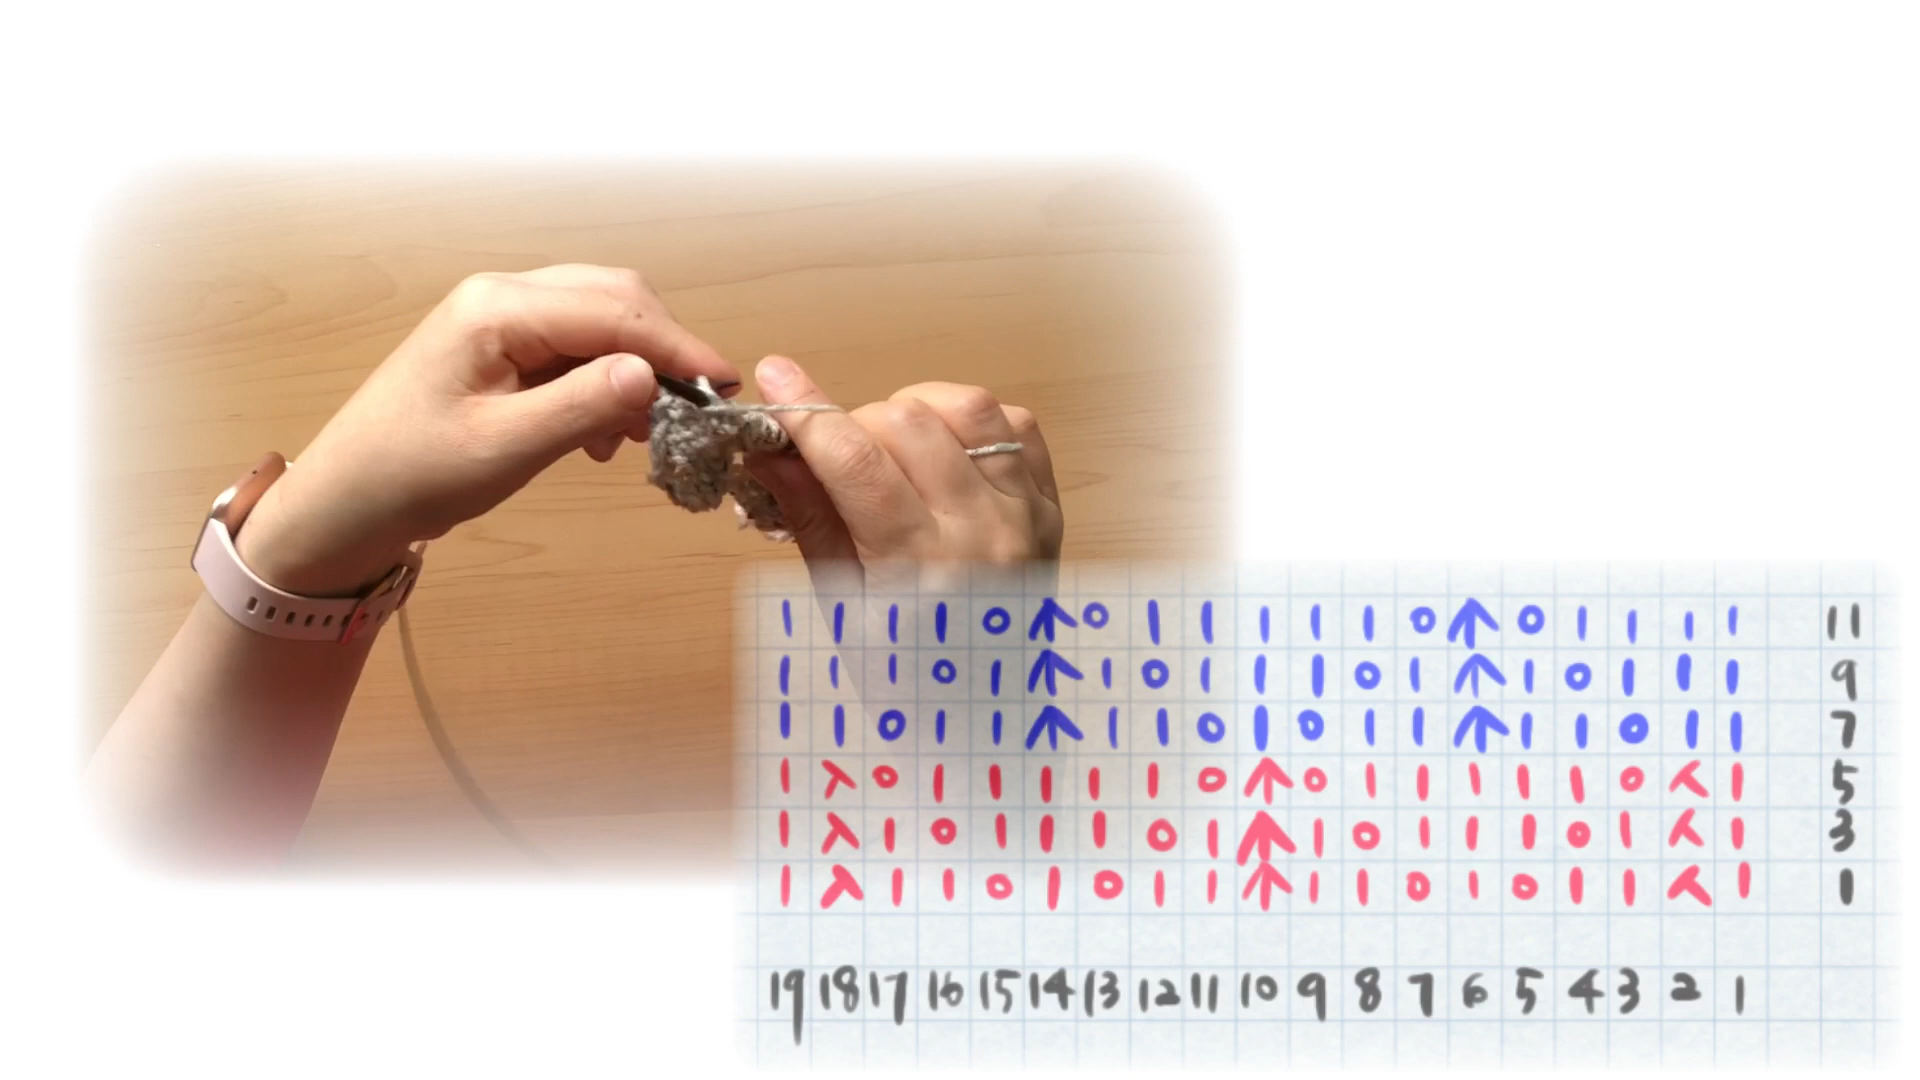 | | | | O ↑ O | | | | | O ↑ O | | | | 11
| | | O | ↑ | O | | | O | ↑ | O | | | 9
| | O | | ↑ | | O | O | | ↑ | | O | | 7
| ⋋ O | | | | | O ↑ O | | | | | O ⋌ | 5
| ⋋ | O | | | O | ↑ | O | | | O | ⋌ | 3
| ⋋ | | O | O | | ↑ | | O | O | | ⋌ | 1
19 18 17 16 15 14 13 12 11 10 9 8 7 6 5 4 3 2 1